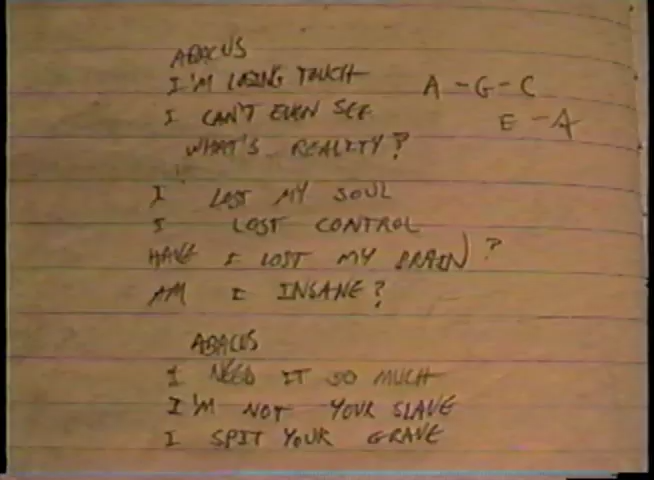 ABACUS
I'M LOSING TOUCH
I CAN'T EVEN SEE
WHAT'S REALITY?
A - G - C
E - A
I LOST MY SOUL
I LOST CONTROL
HAVE I LOST MY BRAIN?
AM I INSANE?
ABACUS
I NEED IT SO MUCH
I'M NOT YOUR SLAVE
I SPIT YOUR GRAVE